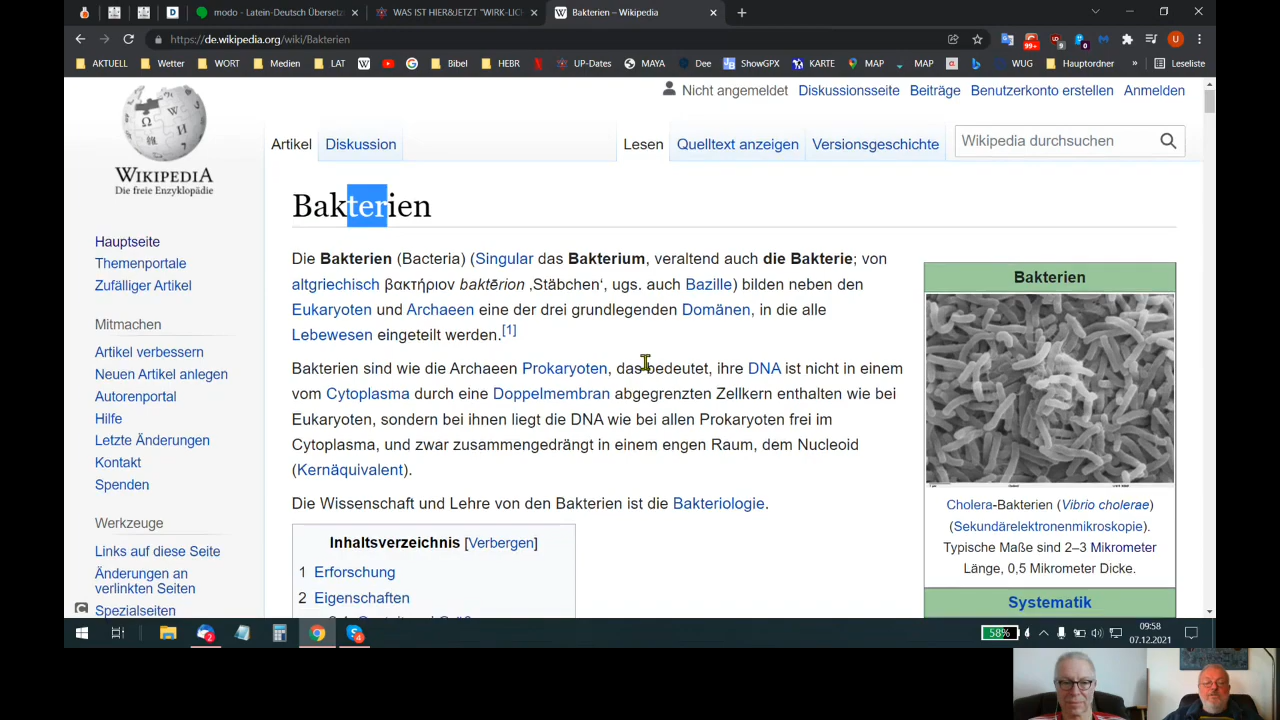 modo - Latein-Deutsch Übersetz
WAS IST HIER&JETZT "WIRK-LICH
Bakterien – Wikipedia
https://de.wikipedia.org/wiki/Bakterien
99+
9
0
U
AKTUELL
Wetter
WORT
Medien
LAT
Bibel
HEBR
UP-Dates
MAYA
Dee
ShowGPX
KARTE
MAP
MAP
WUG
Hauptordner
»
Leseliste
WIKIPEDIA
Die freie Enzyklopädie
Nicht angemeldet
Diskussionsseite
Beiträge
Benutzerkonto erstellen
Anmelden
Artikel
Diskussion
Lesen
Quelltext anzeigen
Versionsgeschichte
Wikipedia durchsuchen
Hauptseite
Themenportale
Zufälliger Artikel
Mitmachen
Artikel verbessern
Neuen Artikel anlegen
Autorenportal
Hilfe
Letzte Änderungen
Kontakt
Spenden
Werkzeuge
Links auf diese Seite
Änderungen an
verlinkten Seiten
Spezialseiten
Bakterien
Die Bakterien (Bacteria) (Singular das Bakterium, veraltend auch die Bakterie; von
altgriechisch βακτήριον baktērion ‚Stäbchen‘, ugs. auch Bazille) bilden neben den
Eukaryoten und Archaeen eine der drei grundlegenden Domänen, in die alle
Lebewesen eingeteilt werden.[1]
Bakterien sind wie die Archaeen Prokaryoten, das bedeutet, ihre DNA ist nicht in einem
vom Cytoplasma durch eine Doppelmembran abgegrenzten Zellkern enthalten wie bei
Eukaryoten, sondern bei ihnen liegt die DNA wie bei allen Prokaryoten frei im
Cytoplasma, und zwar zusammengedrängt in einem engen Raum, dem Nucleoid
(Kernäquivalent).
Die Wissenschaft und Lehre von den Bakterien ist die Bakteriologie.
Inhaltsverzeichnis [Verbergen]
1 Erforschung
2 Eigenschaften
Bakterien
Cholera-Bakterien (Vibrio cholerae)
(Sekundärelektronenmikroskopie).
Typische Maße sind 2–3 Mikrometer
Länge, 0,5 Mikrometer Dicke.
Systematik
58%
09:58
07.12.2021